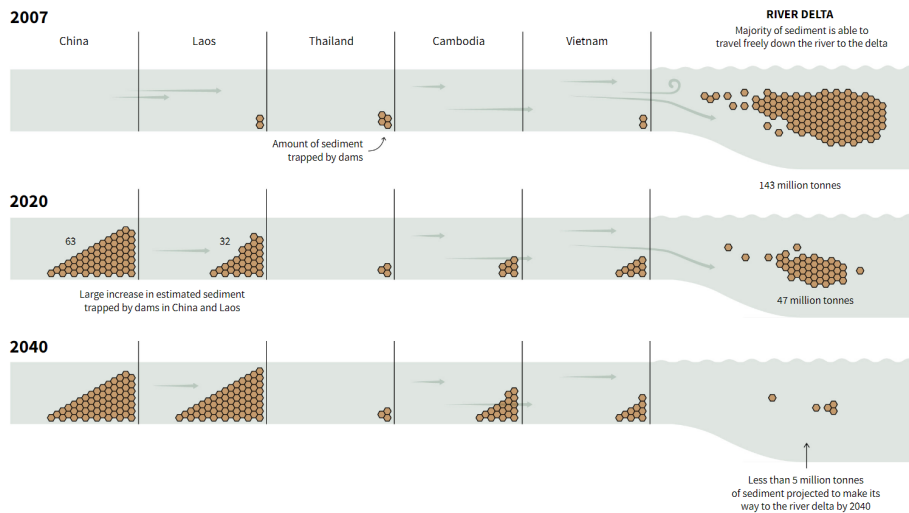 2007
RIVER DELTA
Majority of sediment is able to
travel freely down the river to the delta
China
Laos
Thailand
Cambodia
Vietnam
Amount of sediment
trapped by dams
143 million tonnes
2020
63
32
Large increase in estimated sediment
trapped by dams in China and Laos
47 million tonnes
2040
Less than 5 million tonnes
of sediment projected to make its
way to the river delta by 2040